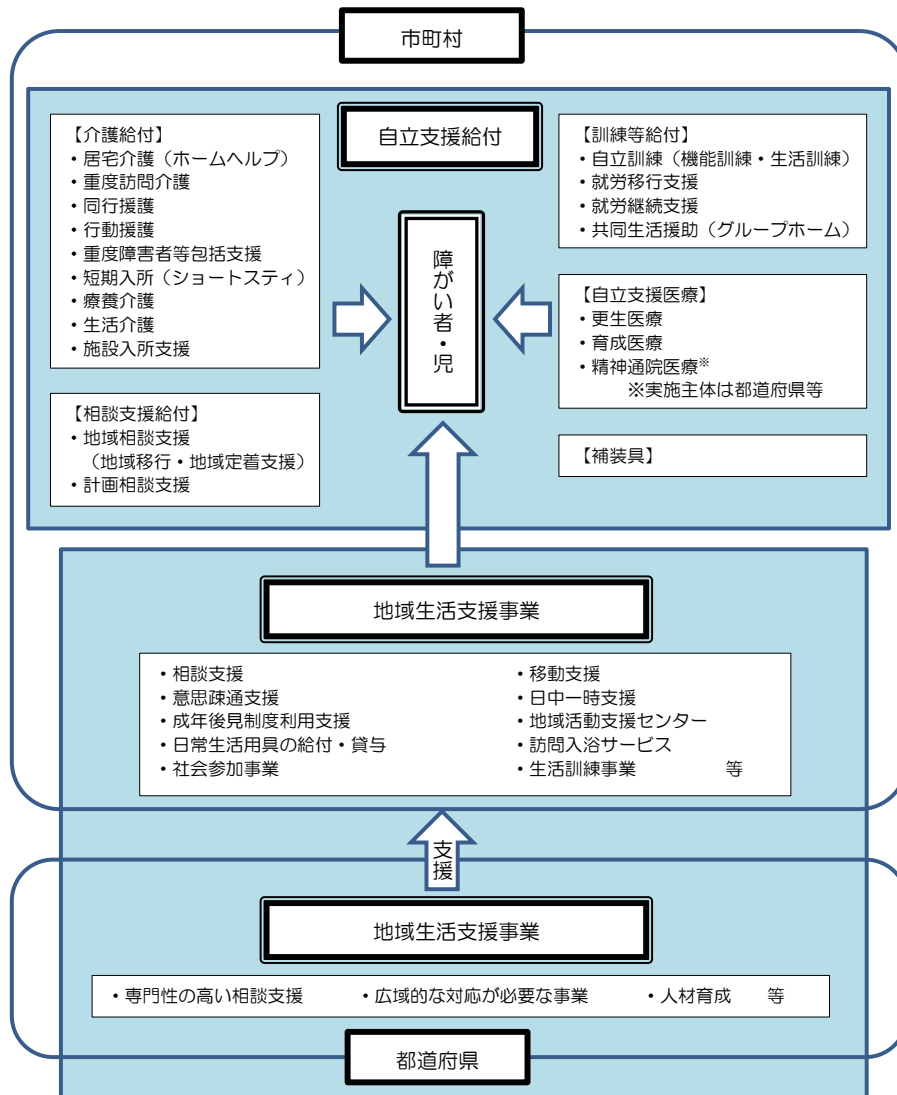 市町村
自立支援給付
【介護給付】
・居宅介護（ホームヘルプ）
・重度訪問介護
・同行援護
・行動援護
・重度障害者等包括支援
・短期入所（ショートスティ）
・療養介護
・生活介護
・施設入所支援
【相談支援給付】
・地域相談支援
（地域移行・地域定着支援）
・計画相談支援
障がい者・児
【訓練等給付】
・自立訓練（機能訓練・生活訓練）
・就労移行支援
・就労継続支援
・共同生活援助（グループホーム）
【自立支援医療】
・更生医療
・育成医療
・精神通院医療※
※実施主体は都道府県等
【補装具】
地域生活支援事業
・相談支援
・意思疎通支援
・成年後見制度利用支援
・日常生活用具の給付・貸与
・社会参加事業
・移動支援
・日中一時支援
・地域活動支援センター
・訪問入浴サービス
・生活訓練事業　等
支援
地域生活支援事業
・専門性の高い相談支援　・広域的な対応が必要な事業　・人材育成　等
都道府県